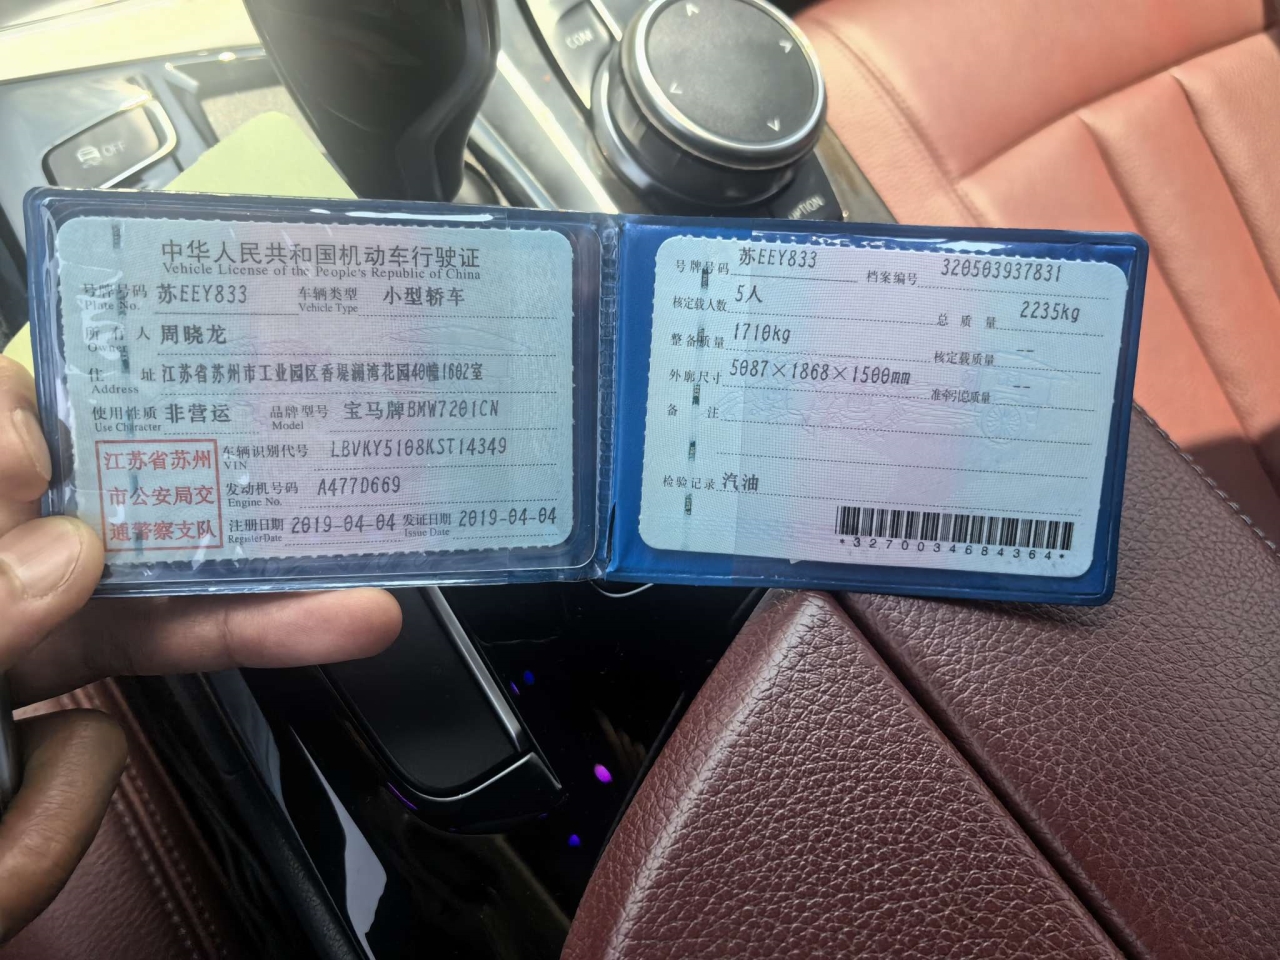 COM
OFF
OPTION
中华人民共和国机动车行驶证
Vehicle License of the People's Republic of China
号牌号码 苏EEY833 车辆类型 小型轿车
Plate No. Vehicle Type
所有人 周晓龙
Owner
住址 江苏省苏州市工业园区香堤澜湾花园40幢1602室
Address
使用性质 非营运 品牌型号 宝马牌BMW7201CN
Use Character Model
江苏省苏州
市公安局交
通警察支队
车辆识别代号 LBVKY5108KST14349
VIN
发动机号码 A477D669
Engine No.
注册日期 2019-04-04 发证日期 2019-04-04
Register Date Issue Date
号牌号码 苏EEY833 档案编号 320503937831
核定载人数 5人 总质量 2235kg
整备质量 1710kg 核定载质量 --
外廓尺寸 5087×1868×1500mm 准牵引总质量 --
备注
检验记录 汽油
*3270034684364*